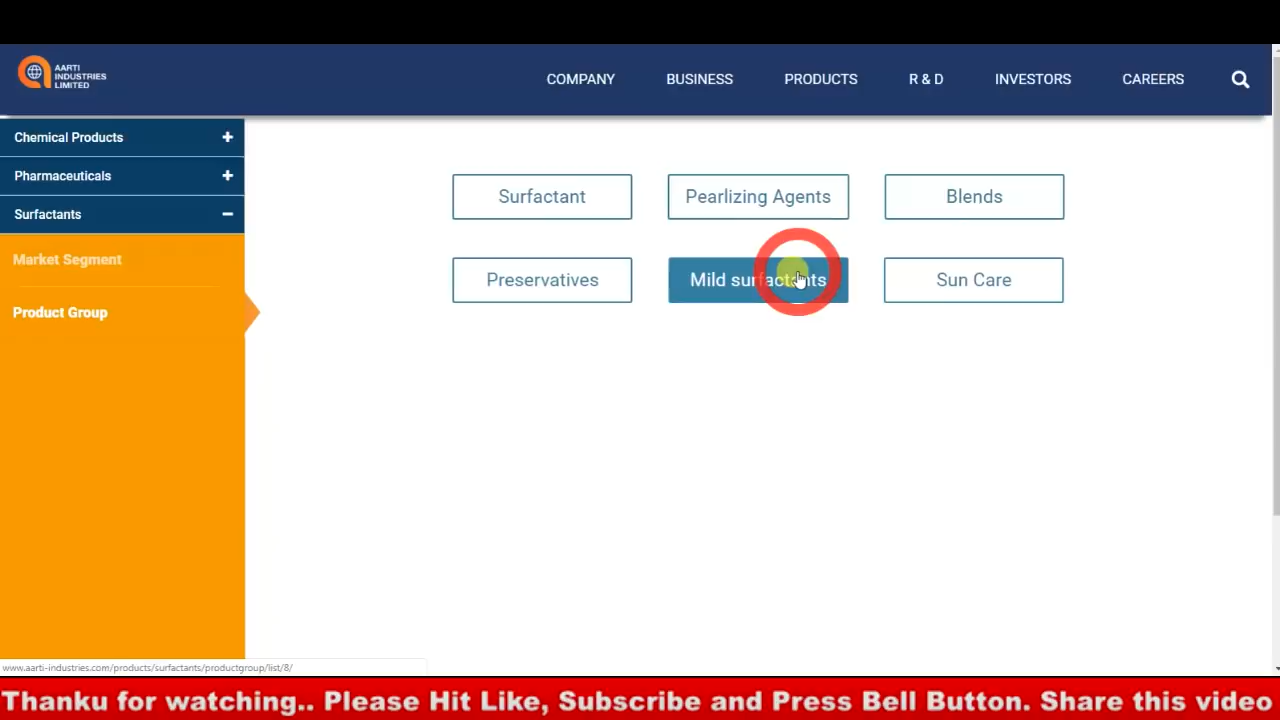 AARTI
INDUSTRIES
LIMITED
COMPANY BUSINESS PRODUCTS R & D INVESTORS CAREERS
Chemical Products +
Pharmaceuticals +
Surfactants −
Market Segment
Product Group
Surfactant Pearlizing Agents Blends
Preservatives Mild surfactants Sun Care
www.aarti-industries.com/products/surfactants/productgroup/list/8/
Thanku for watching.. Please Hit Like, Subscribe and Press Bell Button. Share this video